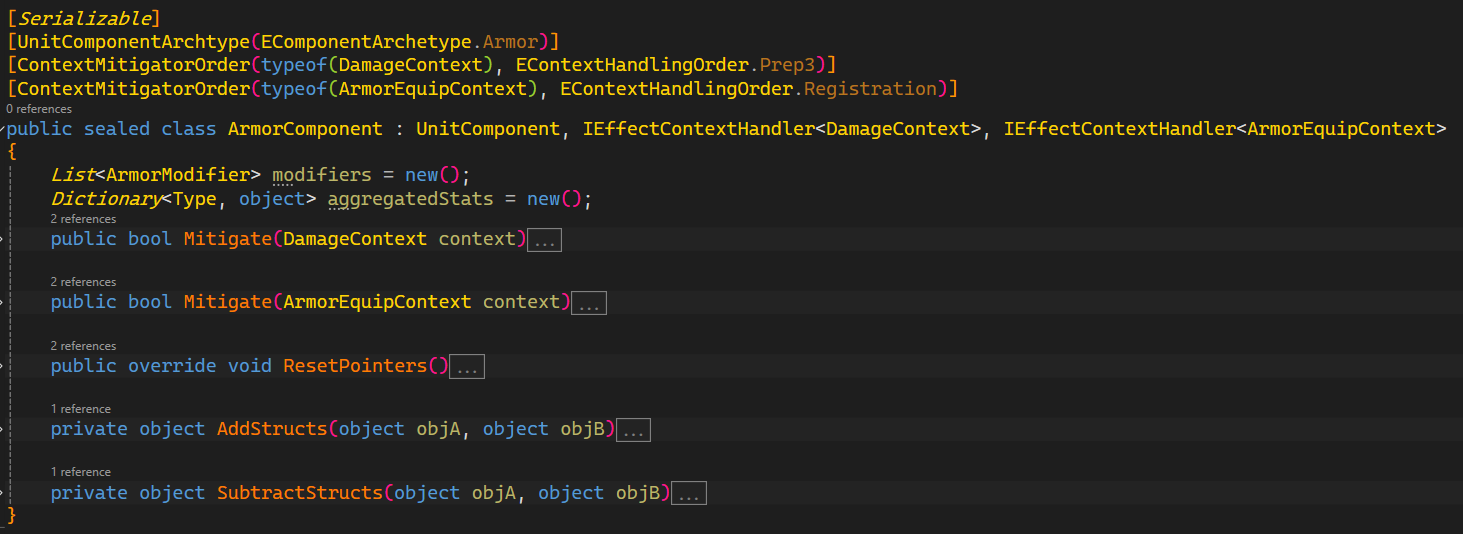 [Serializable]
[UnitComponentArchtype(EComponentArchetype.Armor)]
[ContextMitigatorOrder(typeof(DamageContext), EContextHandlingOrder.Prep3)]
[ContextMitigatorOrder(typeof(ArmorEquipContext), EContextHandlingOrder.Registration)]
0 references
public sealed class ArmorComponent : UnitComponent, IEffectContextHandler<DamageContext>, IEffectContextHandler<ArmorEquipContext>
{
List<ArmorModifier> modifiers = new();
Dictionary<Type, object> aggregatedStats = new();
2 references
public bool Mitigate(DamageContext context)...
2 references
public bool Mitigate(ArmorEquipContext context)...
2 references
public override void ResetPointers()...
1 reference
private object AddStructs(object objA, object objB)...
1 reference
private object SubtractStructs(object objA, object objB)...
}